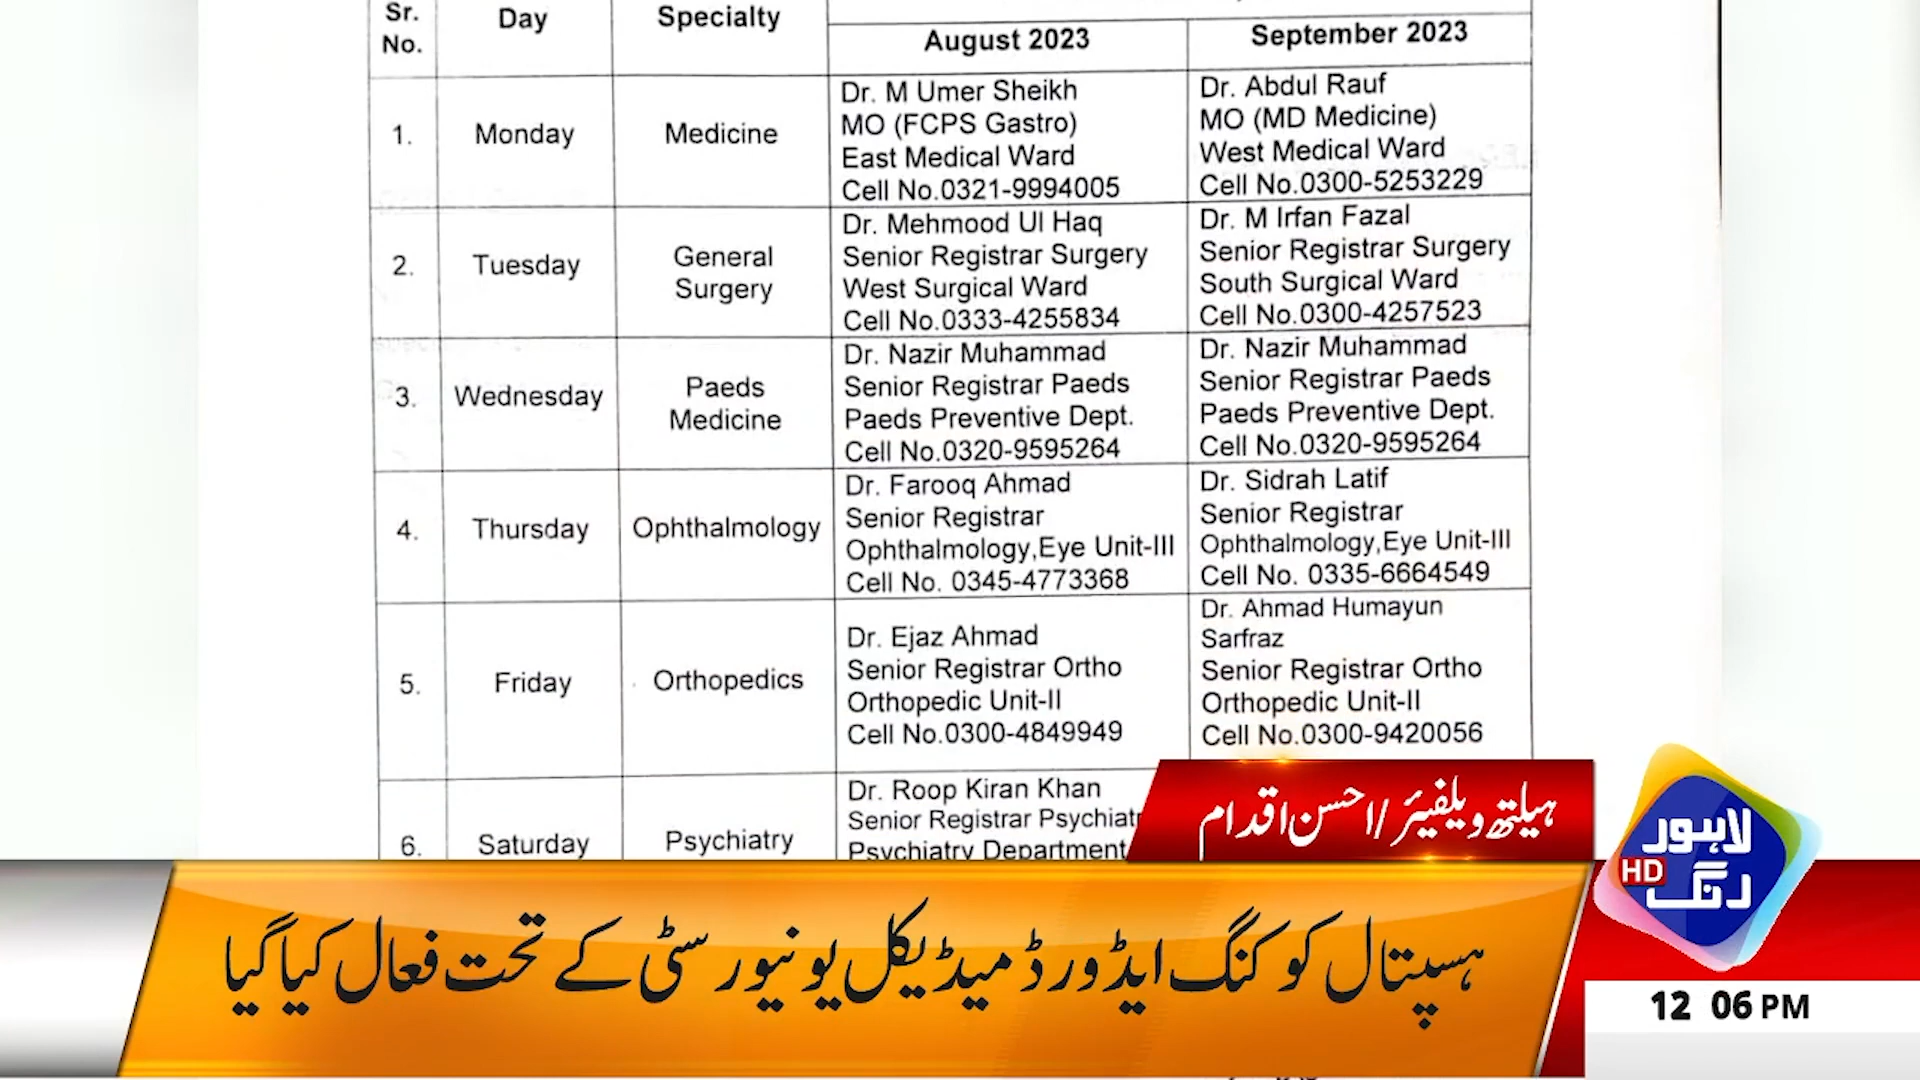 Sr.
No.
Day
Specialty
August 2023
September 2023
1.
Monday
Medicine
Dr. M Umer Sheikh
MO (FCPS Gastro)
East Medical Ward
Cell No.0321-9994005
Dr. Abdul Rauf
MO (MD Medicine)
West Medical Ward
Cell No.0300-5253229
2.
Tuesday
General
Surgery
Dr. Mehmood Ul Haq
Senior Registrar Surgery
West Surgical Ward
Cell No.0333-4255834
Dr. M Irfan Fazal
Senior Registrar Surgery
South Surgical Ward
Cell No.0300-4257523
3.
Wednesday
Paeds
Medicine
Dr. Nazir Muhammad
Senior Registrar Paeds
Paeds Preventive Dept.
Cell No.0320-9595264
Dr. Nazir Muhammad
Senior Registrar Paeds
Paeds Preventive Dept.
Cell No.0320-9595264
4.
Thursday
Ophthalmology
Dr. Farooq Ahmad
Senior Registrar
Ophthalmology,Eye Unit-III
Cell No. 0345-4773368
Dr. Sidrah Latif
Senior Registrar
Ophthalmology,Eye Unit-III
Cell No. 0335-6664549
5.
Friday
Orthopedics
Dr. Ejaz Ahmad
Senior Registrar Ortho
Orthopedic Unit-II
Cell No.0300-4849949
Dr. Ahmad Humayun
Sarfraz
Senior Registrar Ortho
Orthopedic Unit-II
Cell No.0300-9420056
6.
Saturday
Psychiatry
Dr. Roop Kiran Khan
Senior Registrar Psychiatr
Psychiatry Department
ہیلتھ ویلفیئر/احسن اقدام
لاہور
HD رنگ
ہسپتال کو کنگ ایڈورڈ میڈیکل یونیورسٹی کے تحت فعال کیا گیا
12 06 PM